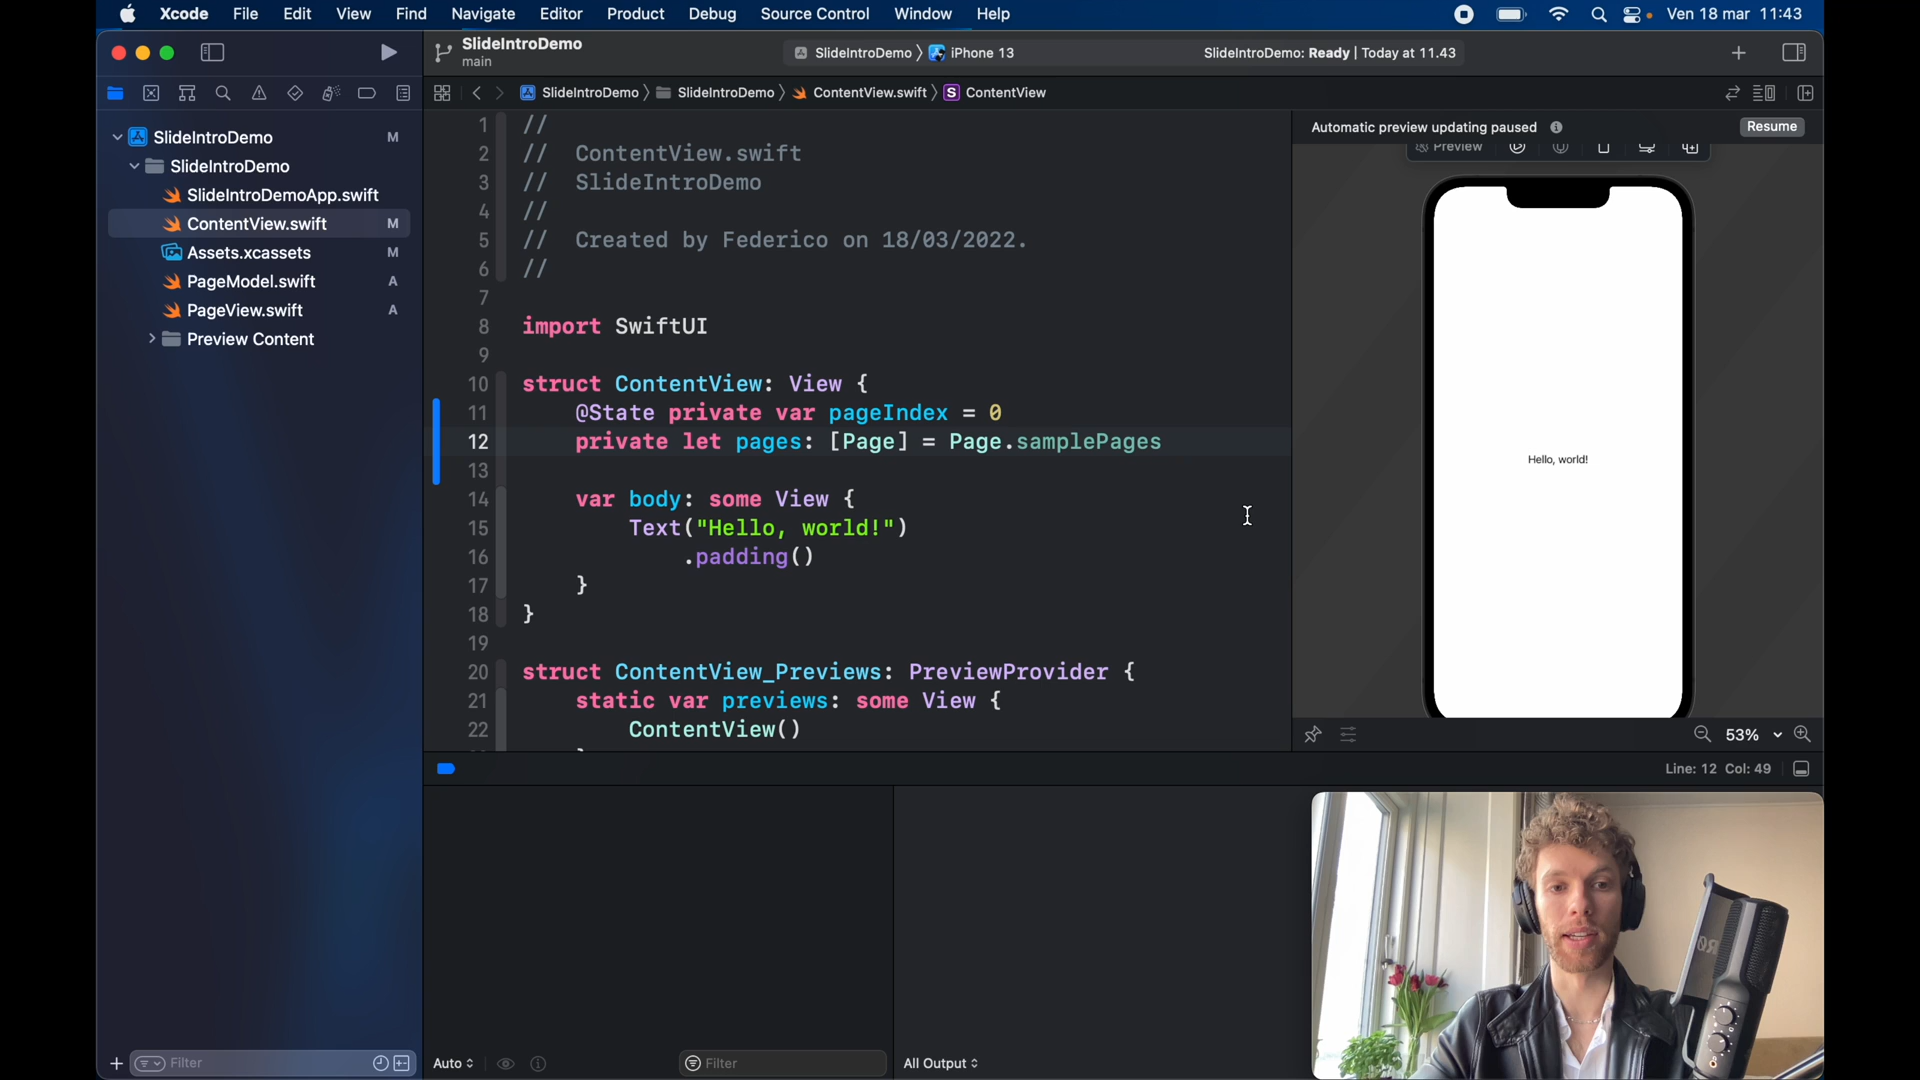 Xcode File Edit View Find Navigate Editor Product Debug Source Control Window Help Ven 18 mar 11:43
SlideIntroDemo
main
SlideIntroDemo iPhone 13 SlideIntroDemo: Ready | Today at 11.43
SlideIntroDemo SlideIntroDemo ContentView.swift S ContentView
SlideIntroDemo M
SlideIntroDemo
SlideIntroDemoApp.swift
ContentView.swift M
Assets.xcassets M
PageModel.swift A
PageView.swift A
Preview Content
1 //
2 // ContentView.swift
3 // SlideIntroDemo
4 //
5 // Created by Federico on 18/03/2022.
6 //
7
8 import SwiftUI
9
10 struct ContentView: View {
11 @State private var pageIndex = 0
12 private let pages: [Page] = Page.samplePages
13
14 var body: some View {
15 Text("Hello, world!")
16 .padding()
17 }
18 }
19
20 struct ContentView_Previews: PreviewProvider {
21 static var previews: some View {
22 ContentView()
Automatic preview updating paused Resume
Preview
Hello, world!
53%
Line: 12 Col: 49
Filter
Auto
Filter
All Output